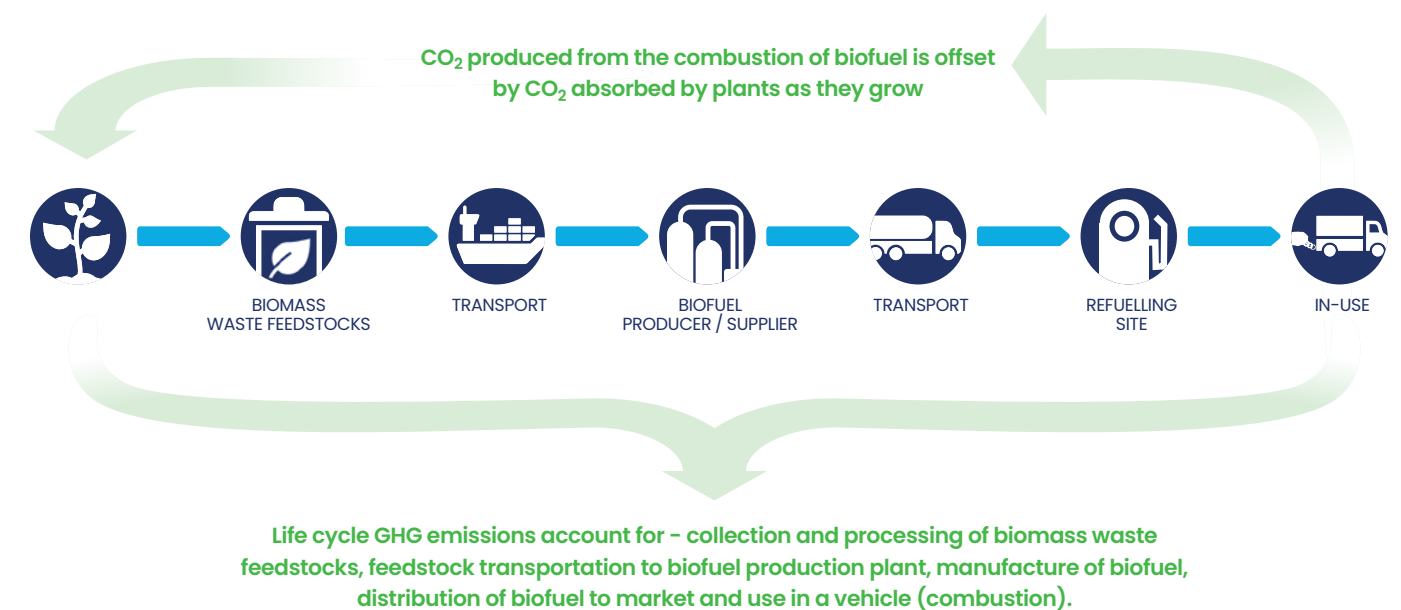 CO₂ produced from the combustion of biofuel is offset
by CO₂ absorbed by plants as they grow
BIOMASS
WASTE FEEDSTOCKS
TRANSPORT
BIOFUEL
PRODUCER / SUPPLIER
TRANSPORT
REFUELLING
SITE
IN-USE
Life cycle GHG emissions account for - collection and processing of biomass waste
feedstocks, feedstock transportation to biofuel production plant, manufacture of biofuel,
distribution of biofuel to market and use in a vehicle (combustion).